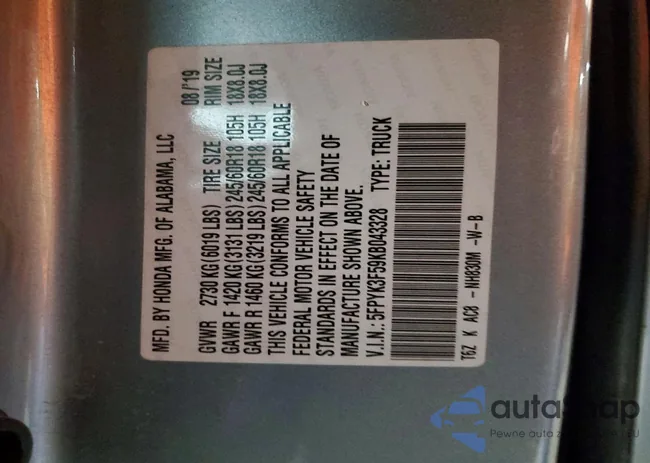 MFD. BY HONDA MFG. OF ALABAMA, LLC 08/'19
GVWR 2730 KG (6019 LBS) TIRE SIZE RIM SIZE
GAWR F 1420 KG (3131 LBS) 245/60R18 105H 18X8.0J
GAWR R 1460 KG (3219 LBS) 245/60R18 105H 18X8.0J
THIS VEHICLE CONFORMS TO ALL APPLICABLE
FEDERAL MOTOR VEHICLE SAFETY
STANDARDS IN EFFECT ON THE DATE OF
MANUFACTURE SHOWN ABOVE.
V.I.N.: 5FPYK3F59KB043328 TYPE: TRUCK
T6Z K AC8 -NH830M -W-B
Pewne auta z